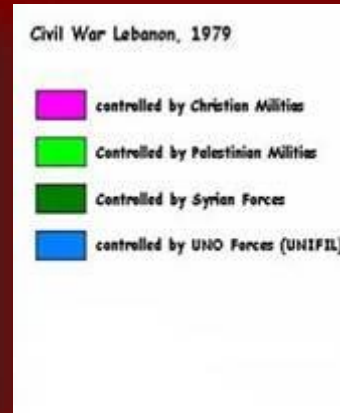 Civil War Lebanon, 1979
controlled by Christian Militias
Controlled by Palestinian Militias
Controlled by Syrian Forces
controlled by UNO Forces (UNIFIL)